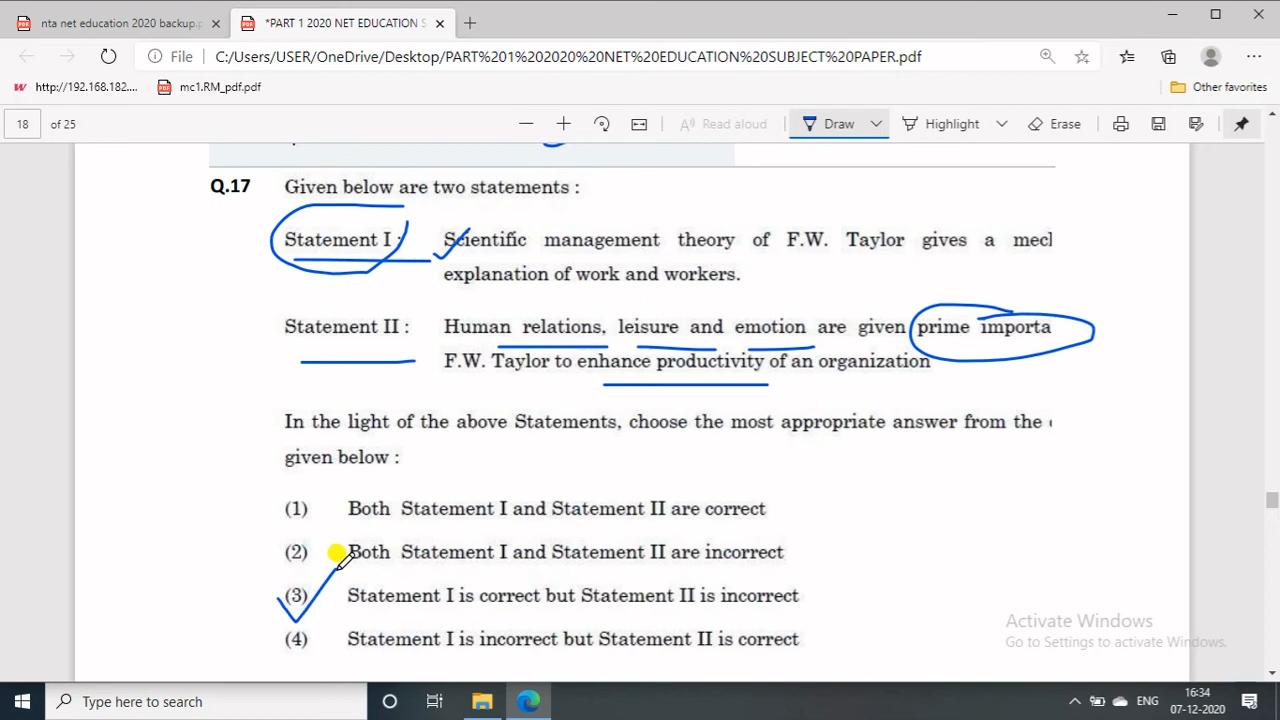 nta net education 2020 backup.p
*PART 1 2020 NET EDUCATION S
File C:/Users/USER/OneDrive/Desktop/PART%201%202020%20NET%20EDUCATION%20SUBJECT%20PAPER.pdf
http://192.168.182.... mc1.RM_pdf.pdf Other favorites
18 of 25 Read aloud Draw Highlight Erase
Q.17 Given below are two statements :
Statement I : Scientific management theory of F.W. Taylor gives a mecl
explanation of work and workers.
Statement II : Human relations, leisure and emotion are given prime importa
F.W. Taylor to enhance productivity of an organization
In the light of the above Statements, choose the most appropriate answer from the
given below :
(1) Both Statement I and Statement II are correct
(2) Both Statement I and Statement II are incorrect
(3) Statement I is correct but Statement II is incorrect
(4) Statement I is incorrect but Statement II is correct
Activate Windows
Go to Settings to activate Windows.
Type here to search
ENG
16:34
07-12-2020